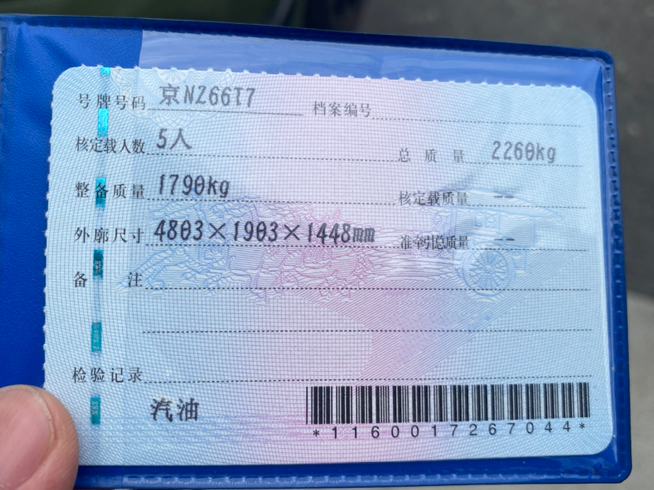 号牌号码 京NZ66T7 档案编号
核定载人数 5人 总质量 2260kg
整备质量 1790kg 核定载质量 --
外廓尺寸 4803×1903×1448mm 准牵引总质量 --
备注
检验记录
汽油
*1160017267044*